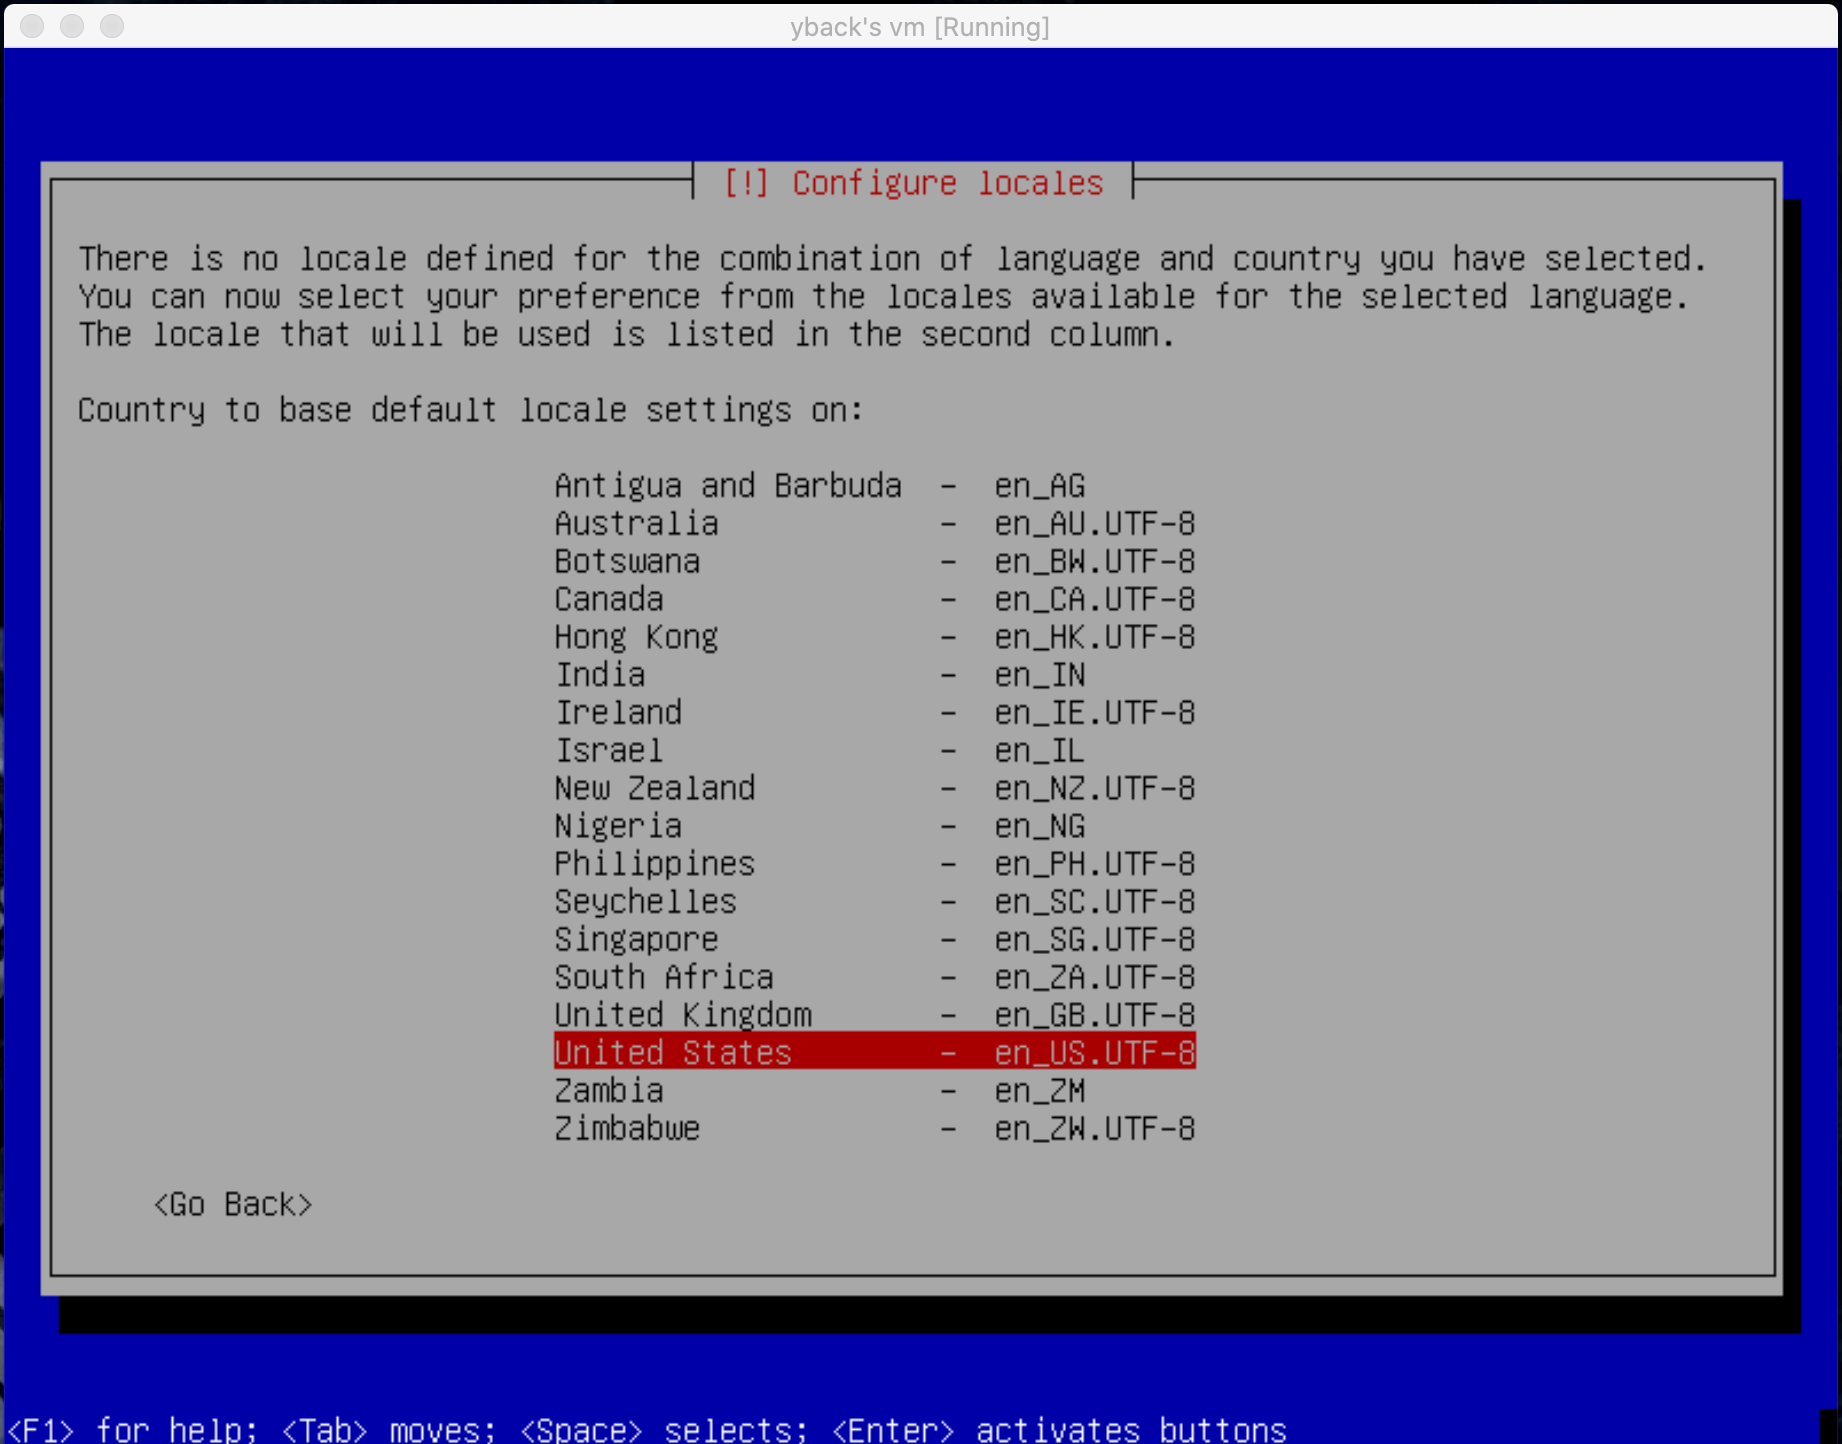 yback's vm [Running]
[!] Configure locales
There is no locale defined for the combination of language and country you have selected.
You can now select your preference from the locales available for the selected language.
The locale that will be used is listed in the second column.
Country to base default locale settings on:
Antigua and Barbuda - en_AG
Australia - en_AU.UTF-8
Botswana - en_BW.UTF-8
Canada - en_CA.UTF-8
Hong Kong - en_HK.UTF-8
India - en_IN
Ireland - en_IE.UTF-8
Israel - en_IL
New Zealand - en_NZ.UTF-8
Nigeria - en_NG
Philippines - en_PH.UTF-8
Seychelles - en_SC.UTF-8
Singapore - en_SG.UTF-8
South Africa - en_ZA.UTF-8
United Kingdom - en_GB.UTF-8
United States - en_US.UTF-8
Zambia - en_ZM
Zimbabwe - en_ZW.UTF-8
<Go Back>
<F1> for help; <Tab> moves; <Space> selects; <Enter> activates buttons